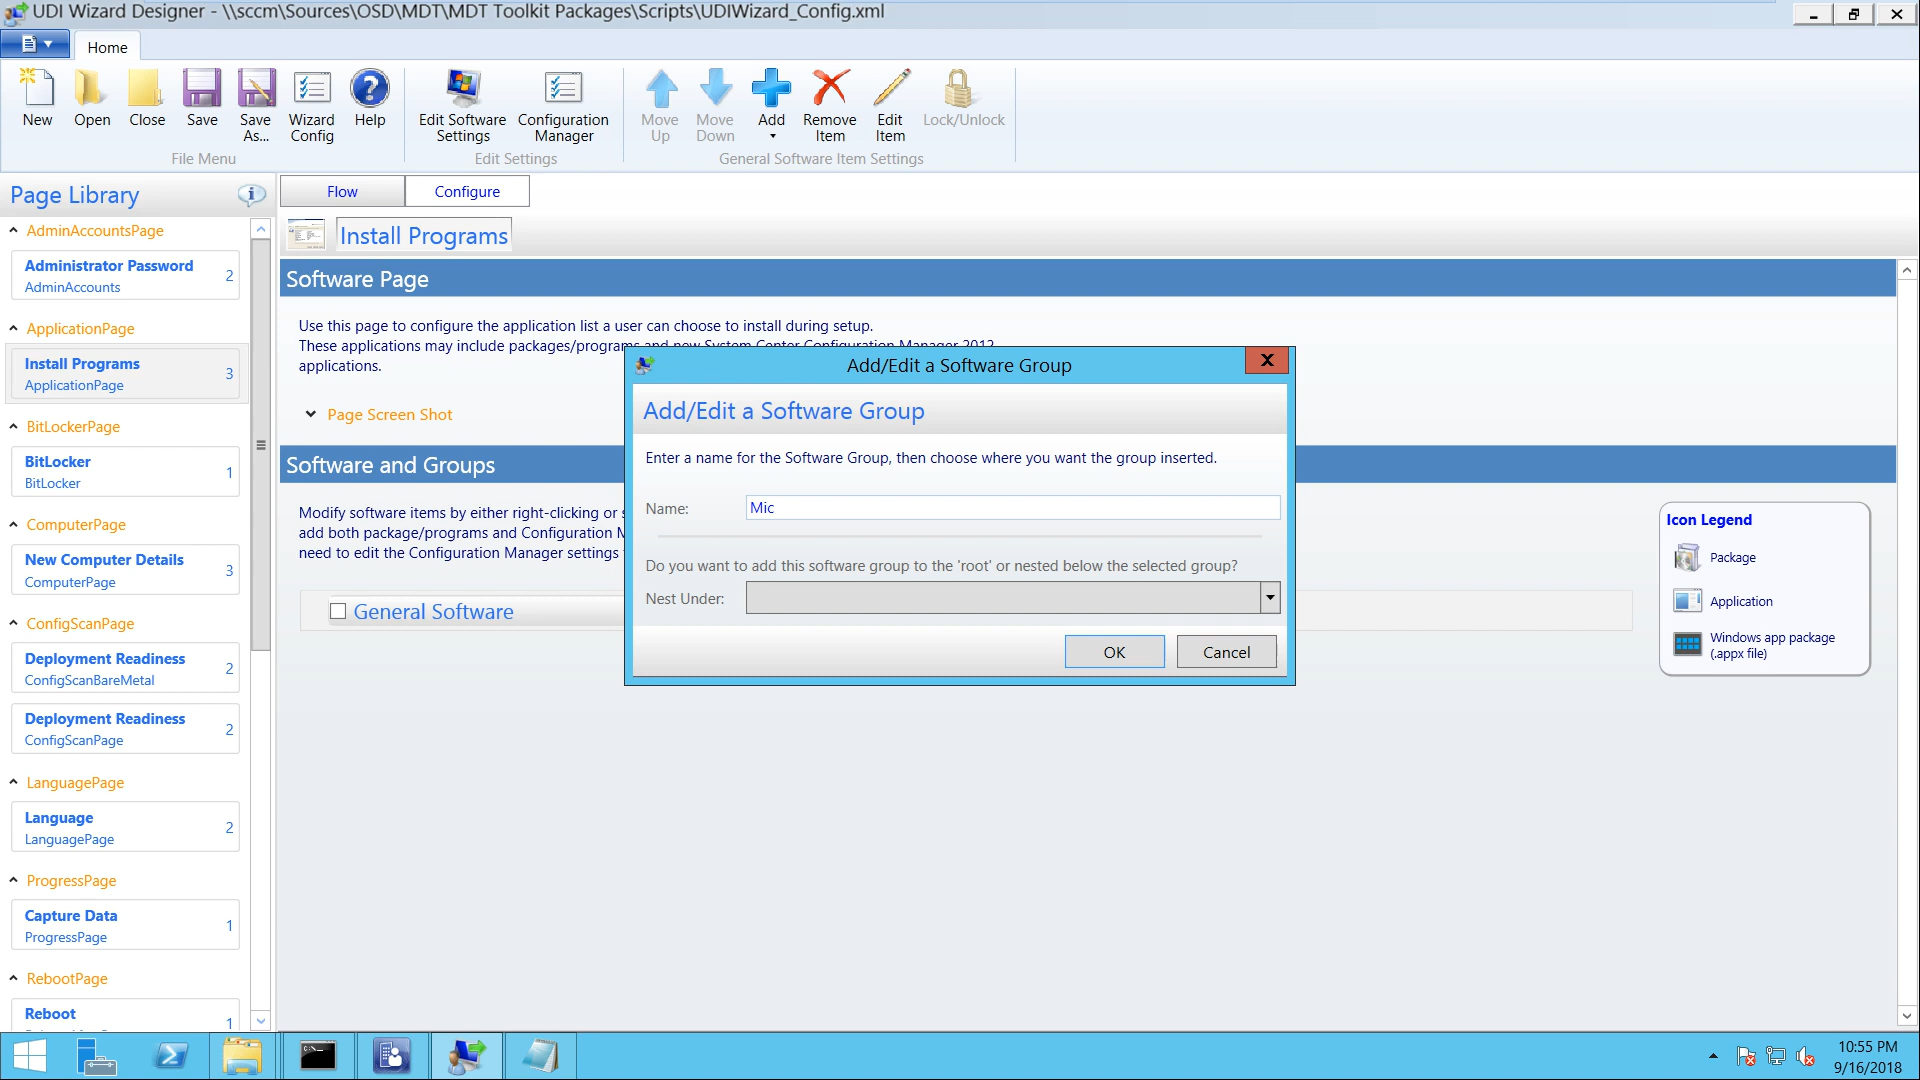 UDI Wizard Designer - \\sccm\Sources\OSD\MDT\MDT Toolkit Packages\Scripts\UDIWizard_Config.xml
Home
New
Open
Close
Save
Save As...
Wizard Config
Help
Edit Software Settings
Configuration Manager
Move Up
Move Down
Add
Remove Item
Edit Item
Lock/Unlock
File Menu
Edit Settings
General Software Item Settings
Page Library
Flow
Configure
AdminAccountsPage
Administrator Password
AdminAccounts
2
ApplicationPage
Install Programs
ApplicationPage
3
BitLockerPage
BitLocker
BitLocker
1
ComputerPage
New Computer Details
ComputerPage
3
ConfigScanPage
Deployment Readiness
ConfigScanBareMetal
2
Deployment Readiness
ConfigScanPage
2
LanguagePage
Language
LanguagePage
2
ProgressPage
Capture Data
ProgressPage
1
RebootPage
Reboot
1
Install Programs
Software Page
Use this page to configure the application list a user can choose to install during setup.
These applications may include packages/programs and new System Center Configuration Manager 2012
applications.
Page Screen Shot
Software and Groups
Modify software items by either right-clicking or
add both package/programs and Configuration M
need to edit the Configuration Manager settings
General Software
Add/Edit a Software Group
Add/Edit a Software Group
Enter a name for the Software Group, then choose where you want the group inserted.
Name:
Mic
Do you want to add this software group to the 'root' or nested below the selected group?
Nest Under:
OK
Cancel
Icon Legend
Package
Application
Windows app package
(.appx file)
10:55 PM
9/16/2018